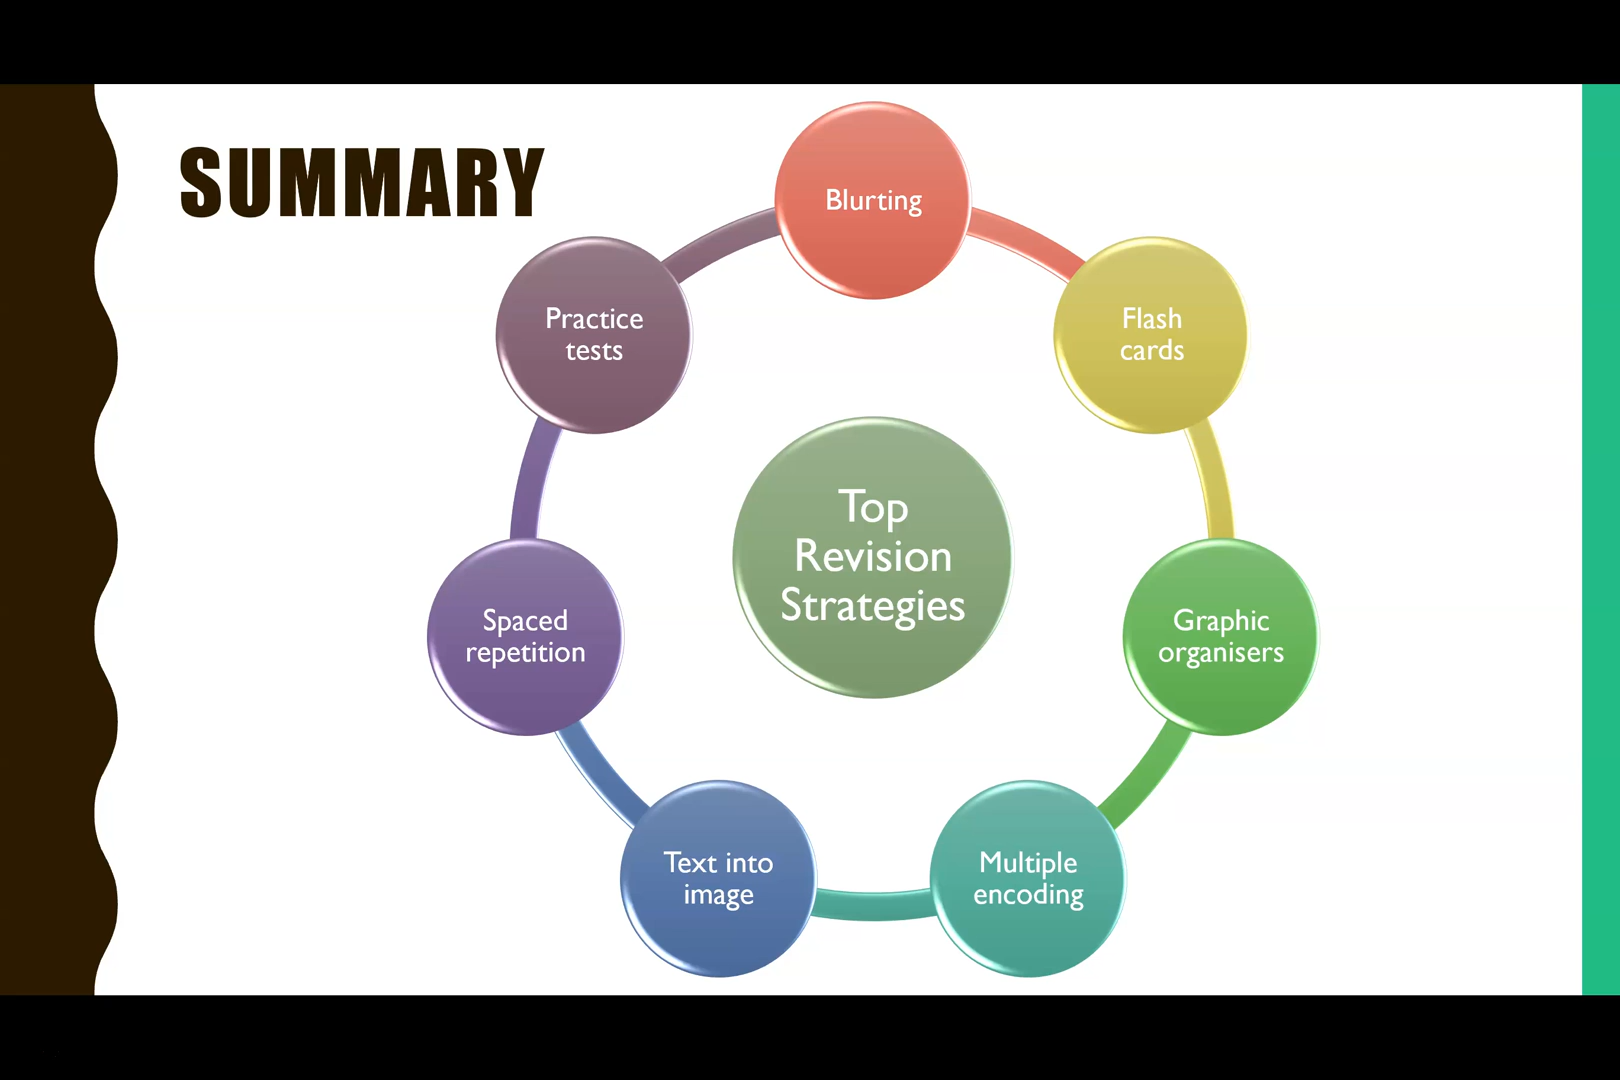 SUMMARY
Blurting
Flash
cards
Graphic
organisers
Multiple
encoding
Text into
image
Spaced
repetition
Practice
tests
Top
Revision
Strategies